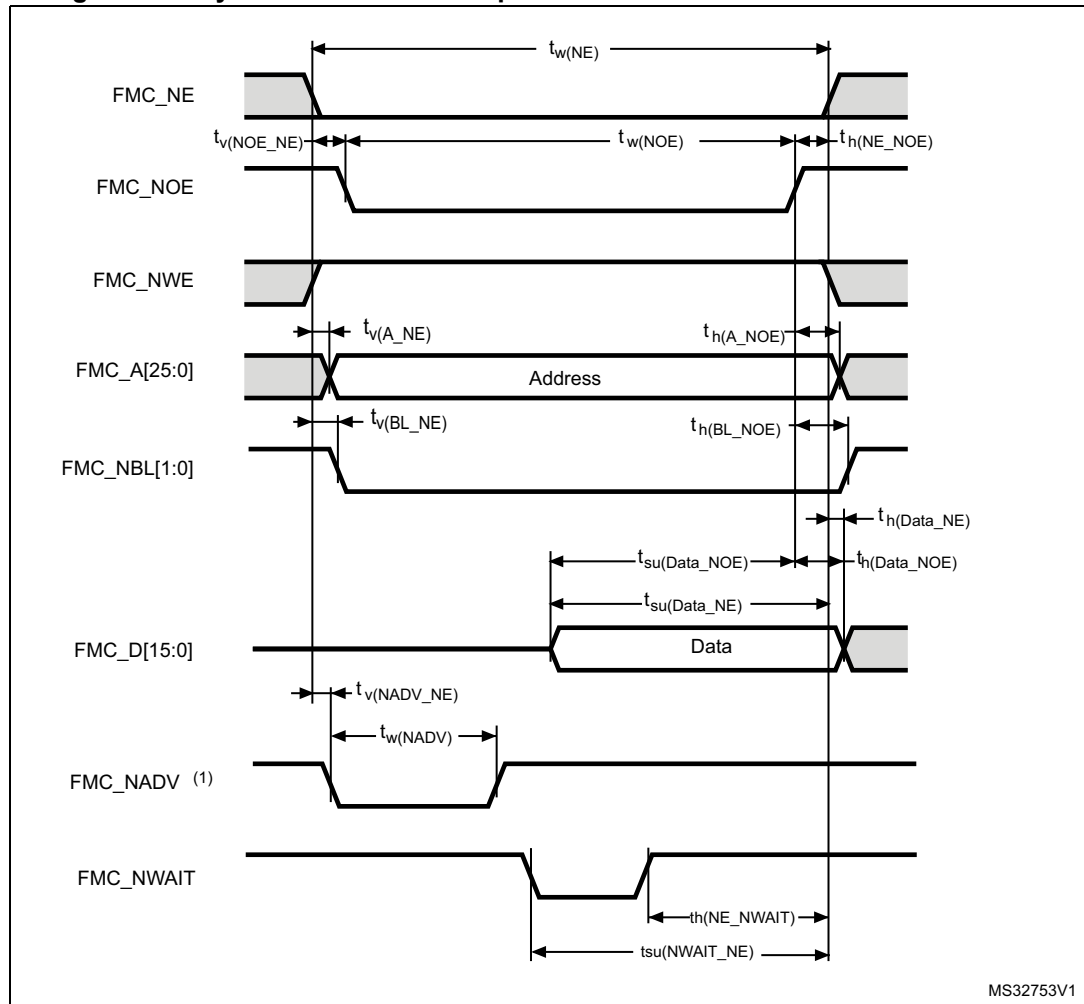 tw(NE)
FMC_NE
tv(NOE_NE)
tw(NOE)
th(NE_NOE)
FMC_NOE
FMC_NWE
tv(A_NE)
th(A_NOE)
FMC_A[25:0]
Address
tv(BL_NE)
th(BL_NOE)
FMC_NBL[1:0]
th(Data_NE)
tsu(Data_NOE)
th(Data_NOE)
tsu(Data_NE)
FMC_D[15:0]
Data
tv(NADV_NE)
tw(NADV)
FMC_NADV (1)
FMC_NWAIT
th(NE_NWAIT)
tsu(NWAIT_NE)
MS32753V1